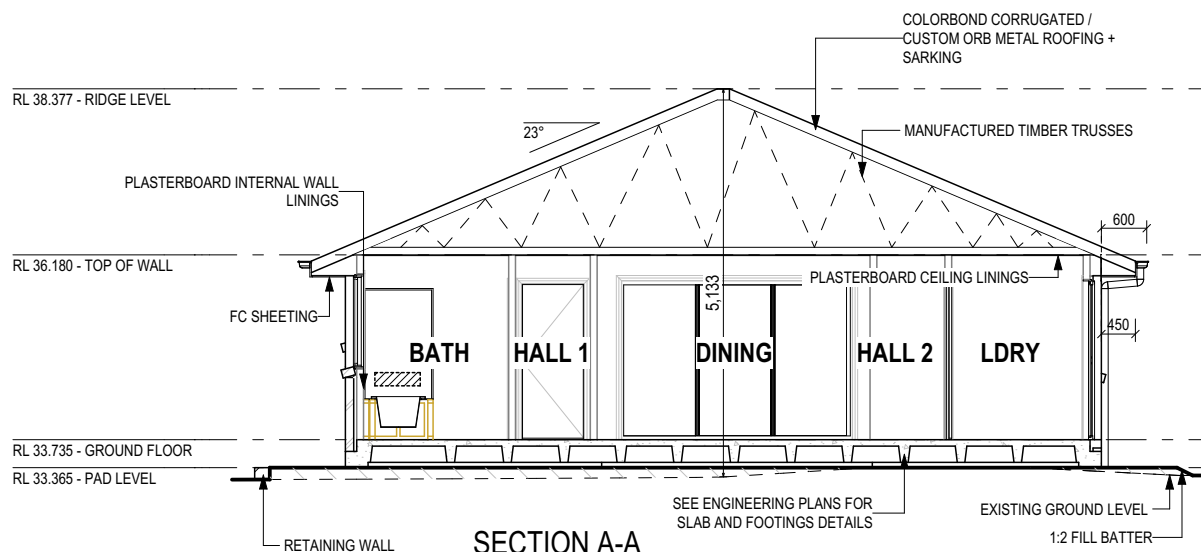 COLORBOND CORRUGATED /
CUSTOM ORB METAL ROOFING +
SARKING
RL 38.377 - RIDGE LEVEL
23°
MANUFACTURED TIMBER TRUSSES
PLASTERBOARD INTERNAL WALL
LININGS
600
RL 36.180 - TOP OF WALL
PLASTERBOARD CEILING LININGS
5,133
FC SHEETING
450
BATH
HALL 1
DINING
HALL 2
LDRY
RL 33.735 - GROUND FLOOR
RL 33.365 - PAD LEVEL
SEE ENGINEERING PLANS FOR
SLAB AND FOOTINGS DETAILS
EXISTING GROUND LEVEL
1:2 FILL BATTER
RETAINING WALL
SECTION A-A